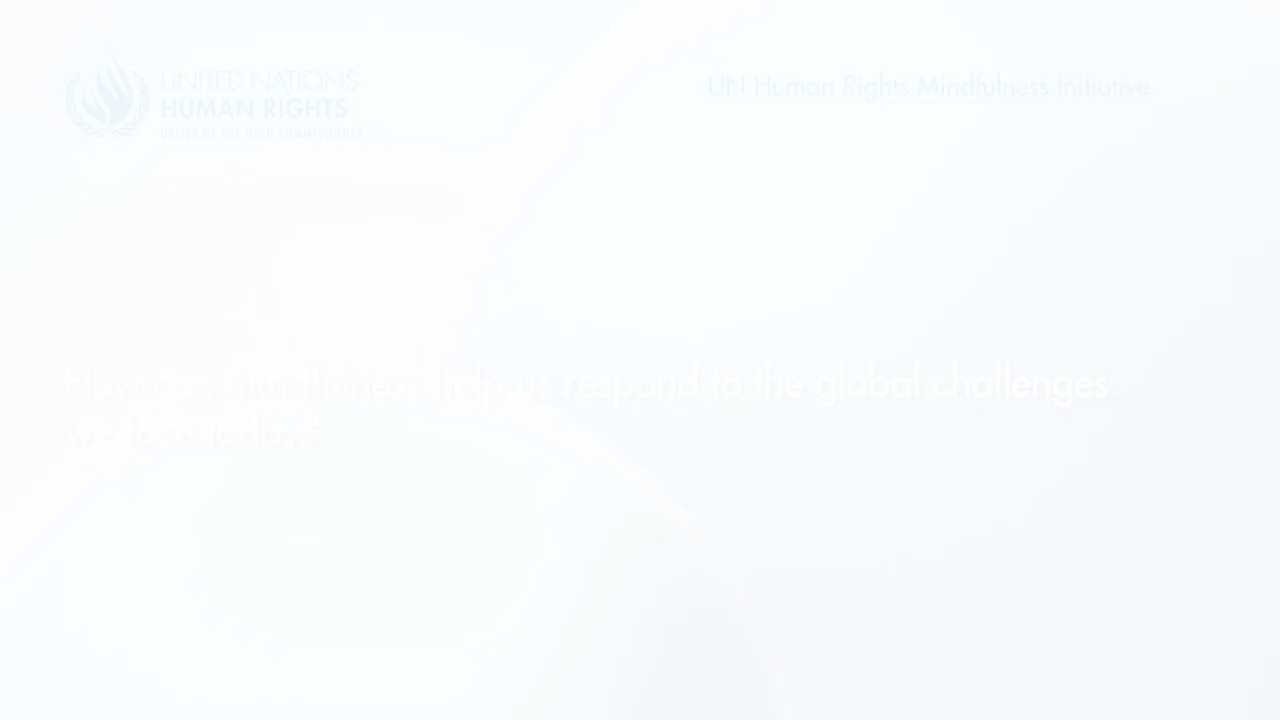 UNITED NATIONS
HUMAN RIGHTS
OFFICE OF THE HIGH COMMISSIONER
UN Human Rights Mindfulness Initiative
How can mindfulness help us respond to the global challenges
we face today?